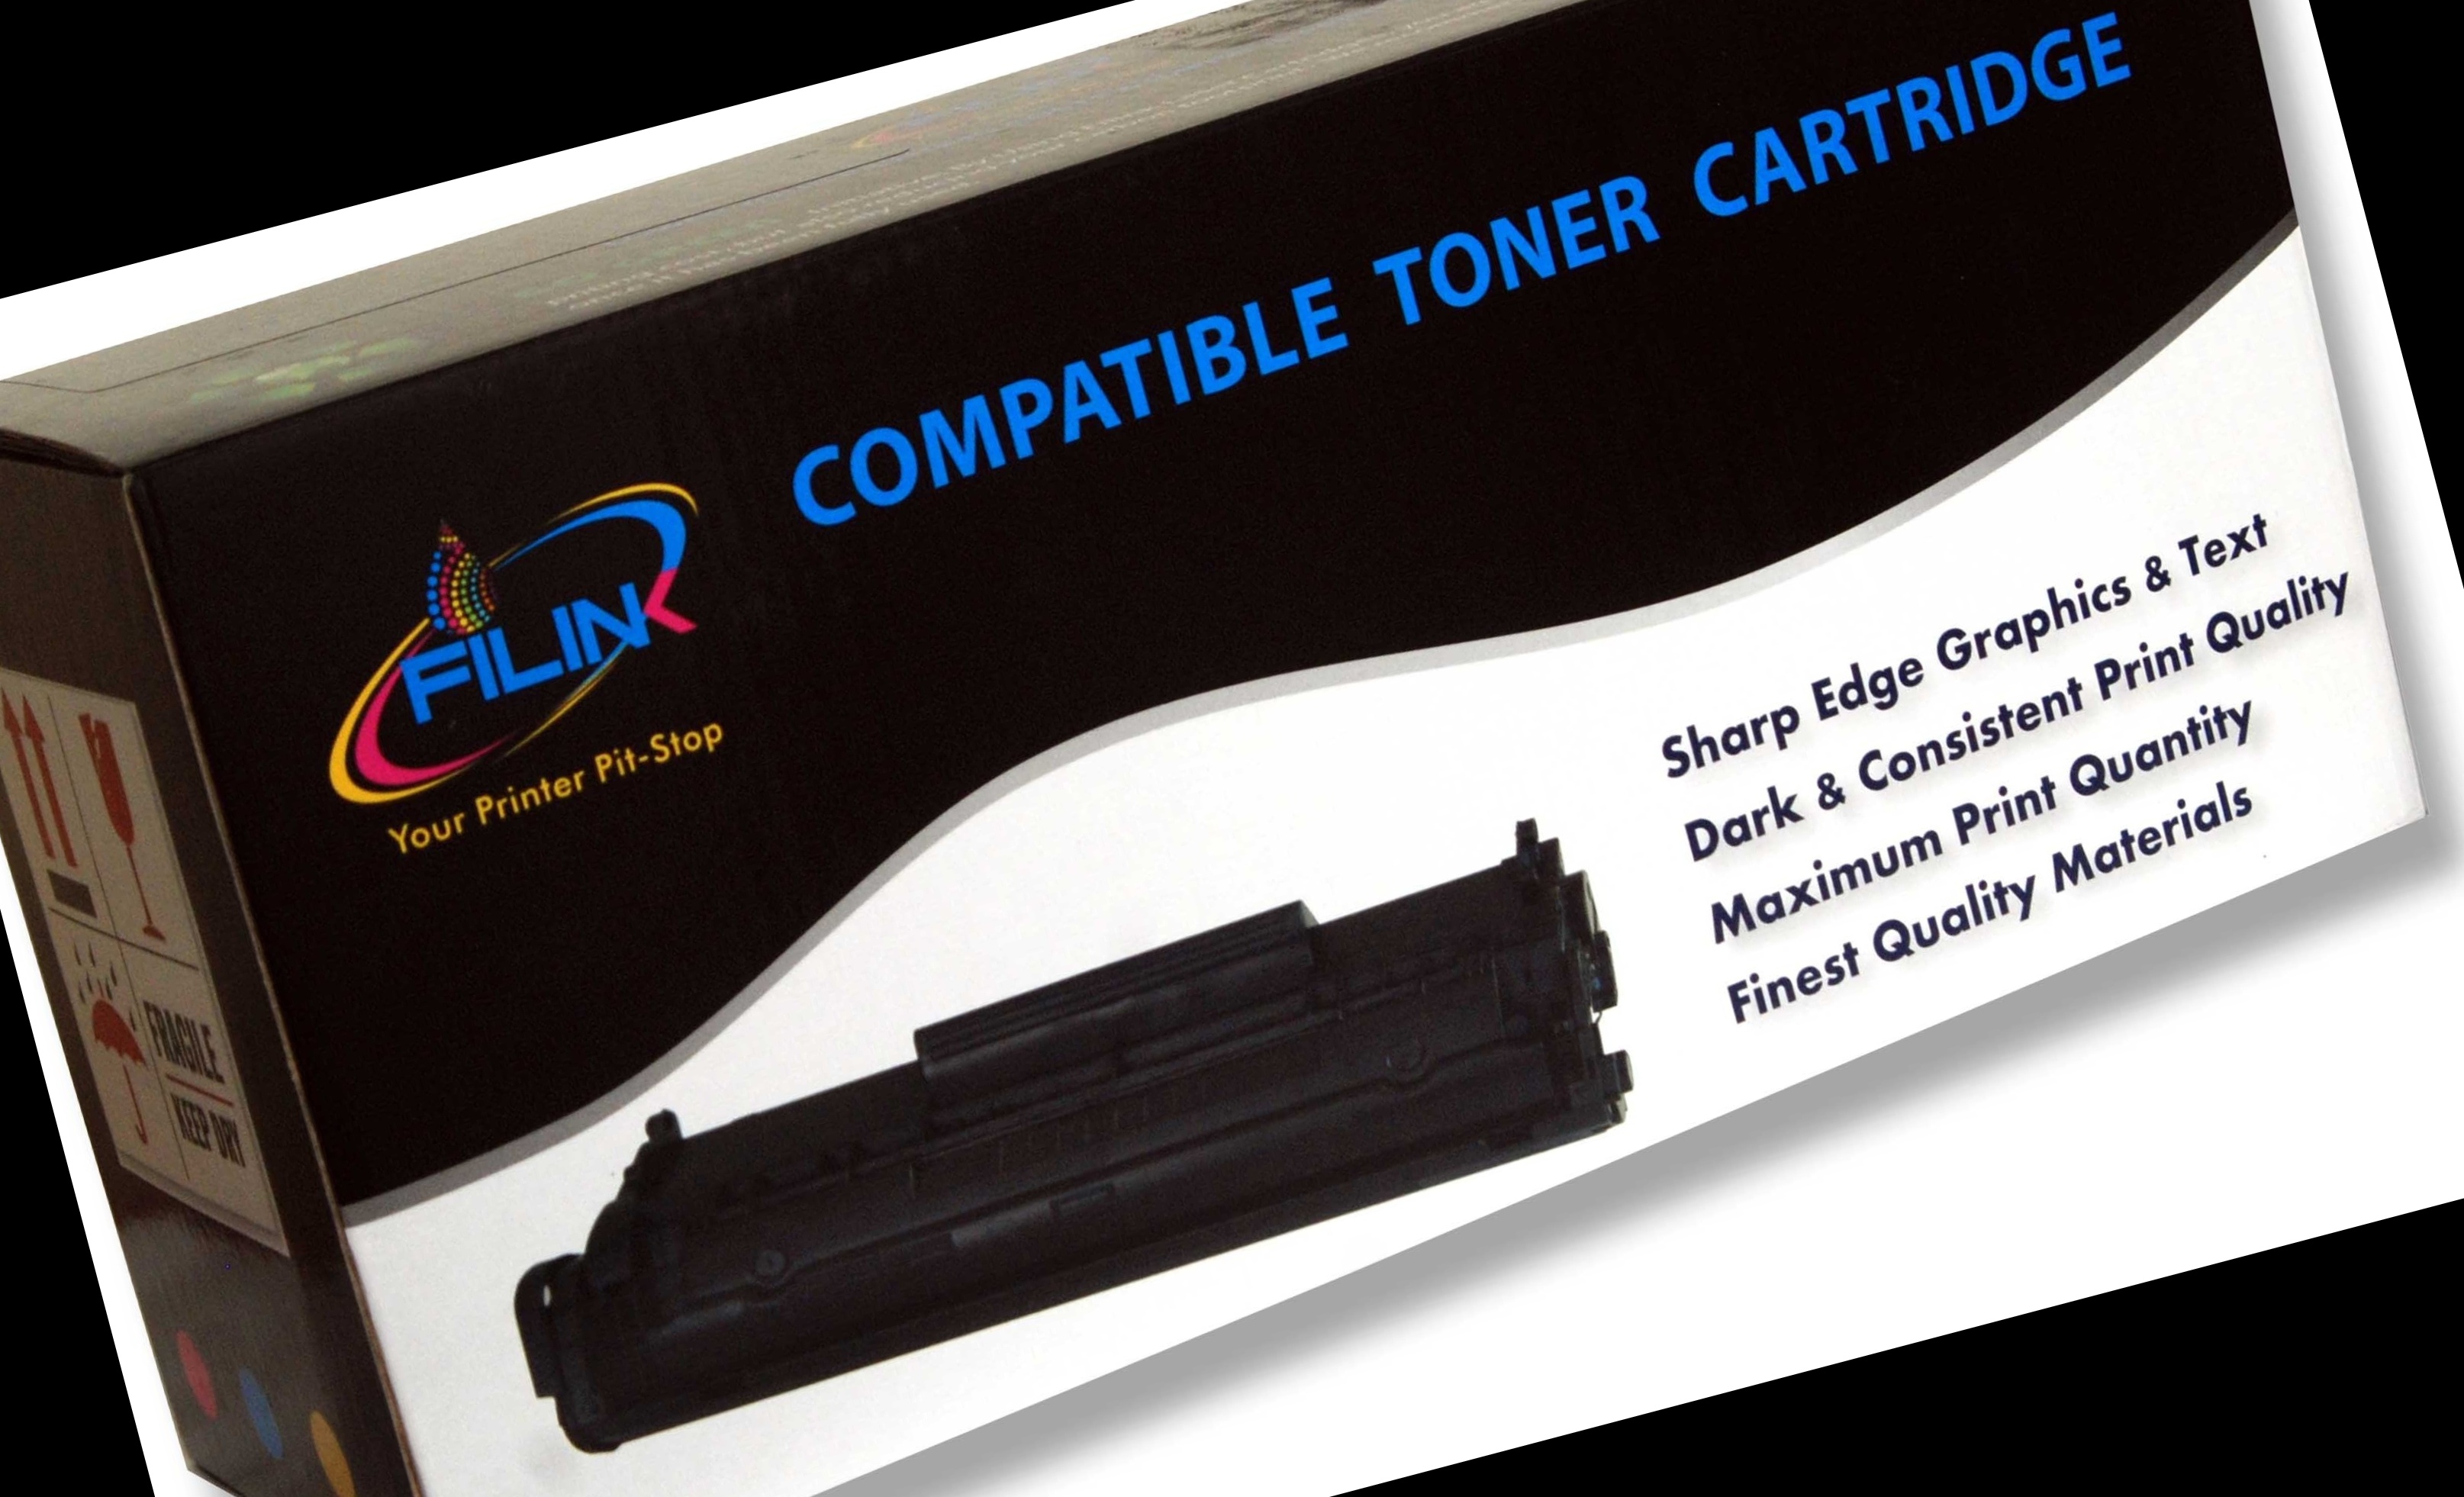 COMPATIBLE TONER CARTRIDGE
FILINK
Your Printer Pit-Stop
Sharp Edge Graphics & Text
Dark & Consistent Print Quality
Maximum Print Quantity
Finest Quality Materials
FRAGILE
KEEP DRY